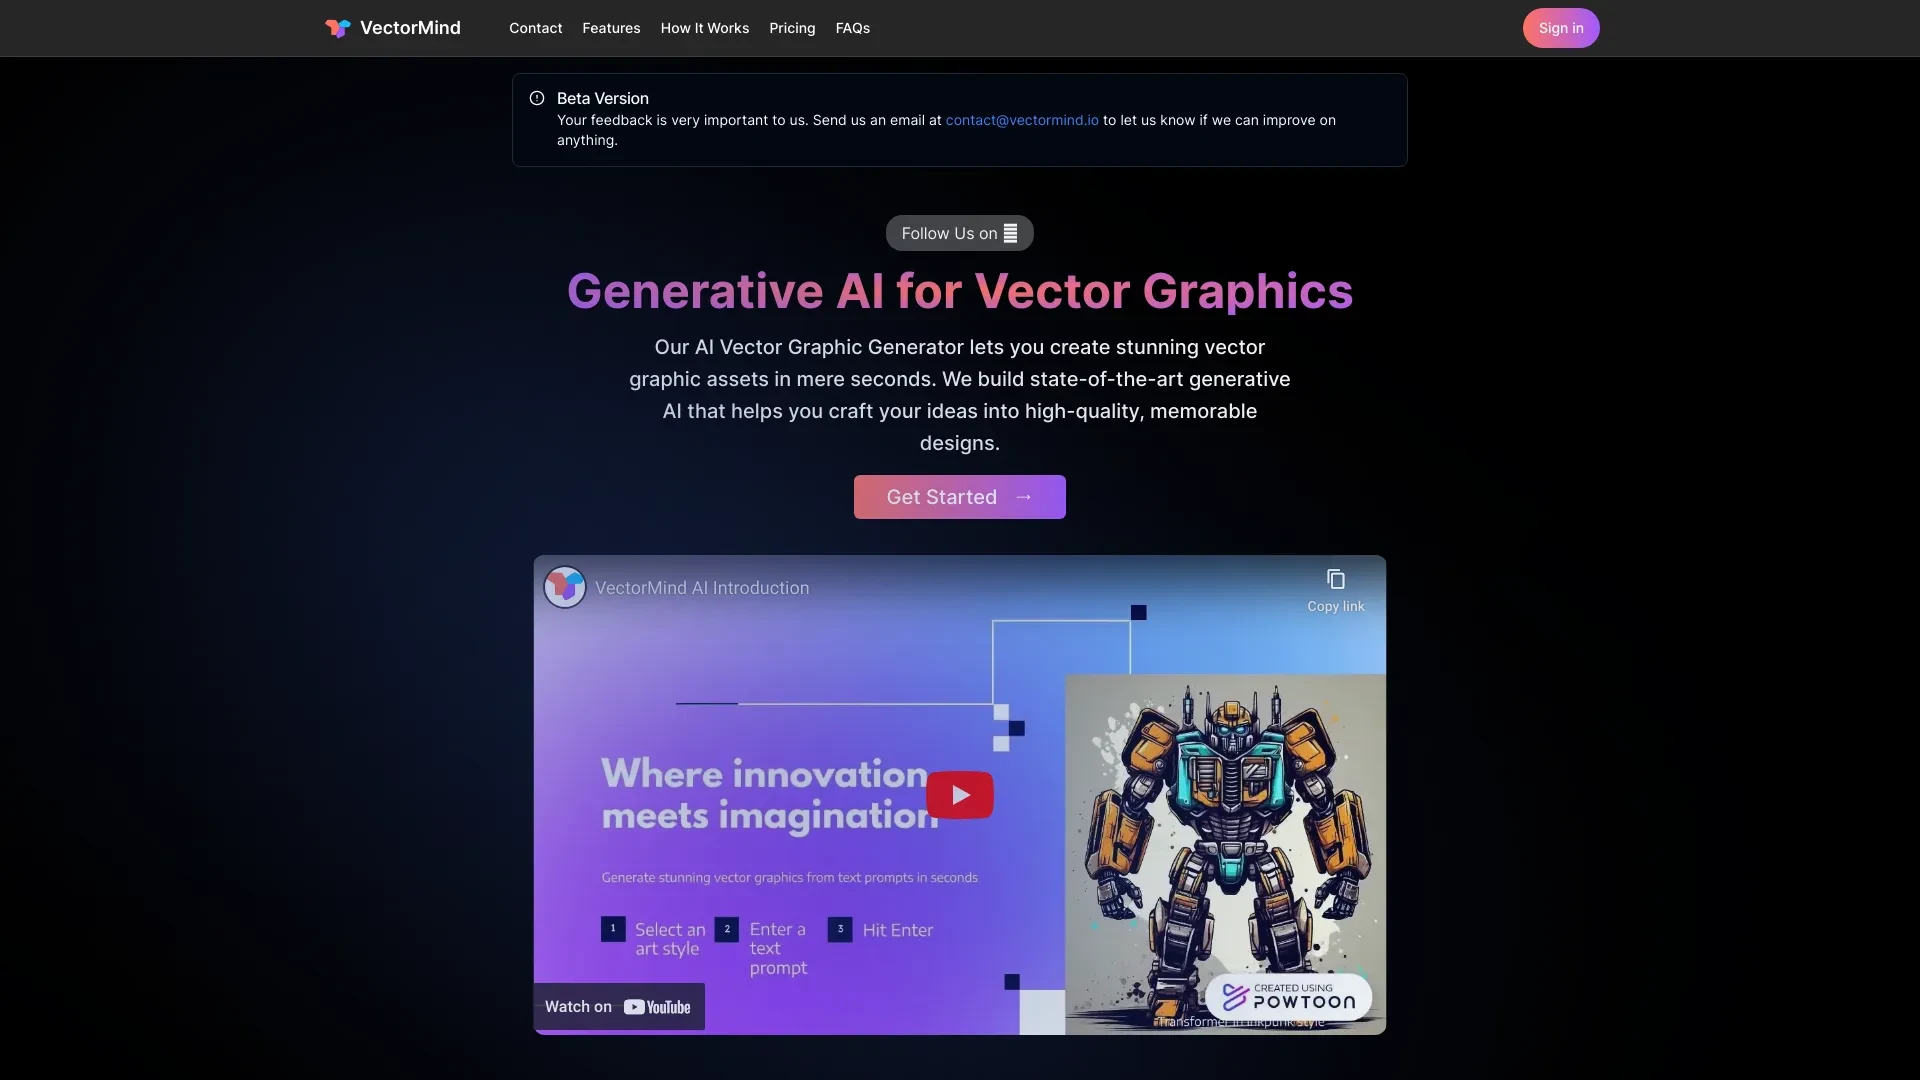 VectorMind
Contact
Features
How It Works
Pricing
FAQs
Sign in
Beta Version
Your feedback is very important to us. Send us an email at contact@vectormind.io to let us know if we can improve on
anything.
Follow Us on
Generative AI for Vector Graphics
Our AI Vector Graphic Generator lets you create stunning vector
graphic assets in mere seconds. We build state-of-the-art generative
AI that helps you craft your ideas into high-quality, memorable
designs.
Get Started →
VectorMind AI Introduction
Copy link
Where innovation
meets imagination
Generate stunning vector graphics from text prompts in seconds
1 Select an
art style
2 Enter a
text
prompt
3 Hit Enter
Watch on YouTube
CREATED USING
POWTOON
Transformer in inkpunk style